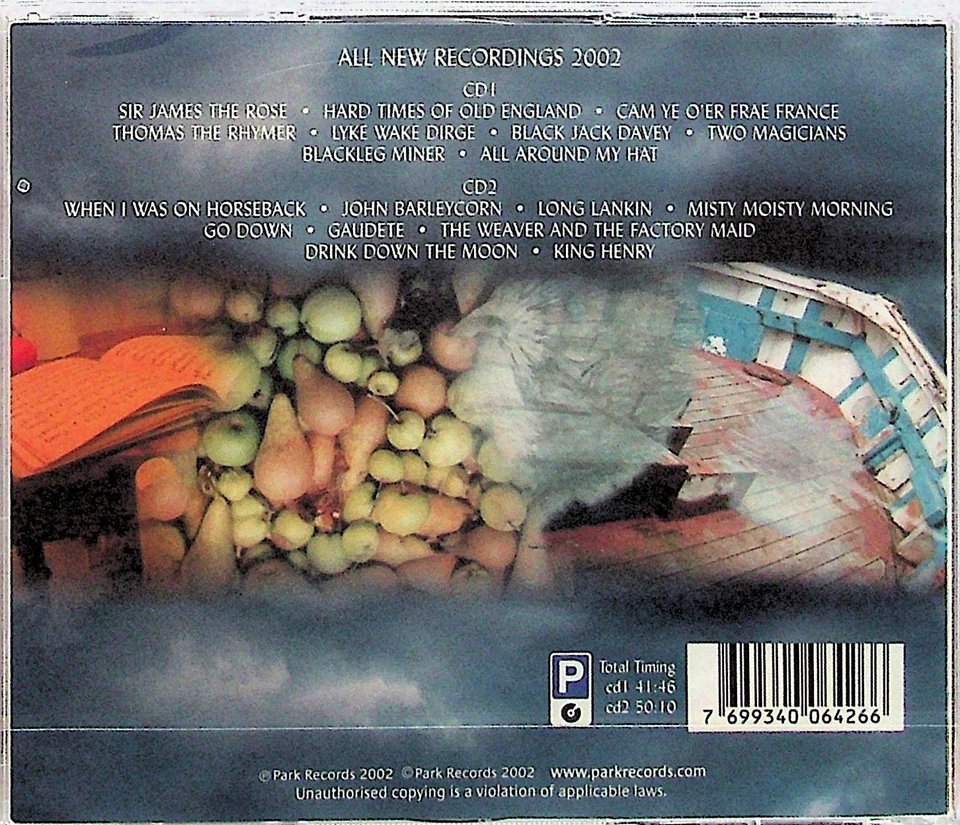 ALL NEW RECORDINGS 2002
CD1
SIR JAMES THE ROSE • HARD TIMES OF OLD ENGLAND • CAM YE O'ER FRAE FRANCE
THOMAS THE RHYMER • LYKE WAKE DIRGE • BLACK JACK DAVEY • TWO MAGICIANS
BLACKLEG MINER • ALL AROUND MY HAT
CD2
WHEN I WAS ON HORSEBACK • JOHN BARLEYCORN • LONG LANKIN • MISTY MOISTY MORNING
GO DOWN • GAUDETE • THE WEAVER AND THE FACTORY MAID
DRINK DOWN THE MOON • KING HENRY
P
Total Timing
cd1 41:46
cd2 50:10
7 699340 064266
℗Park Records 2002 ©Park Records 2002 www.parkrecords.com
Unauthorised copying is a violation of applicable laws.